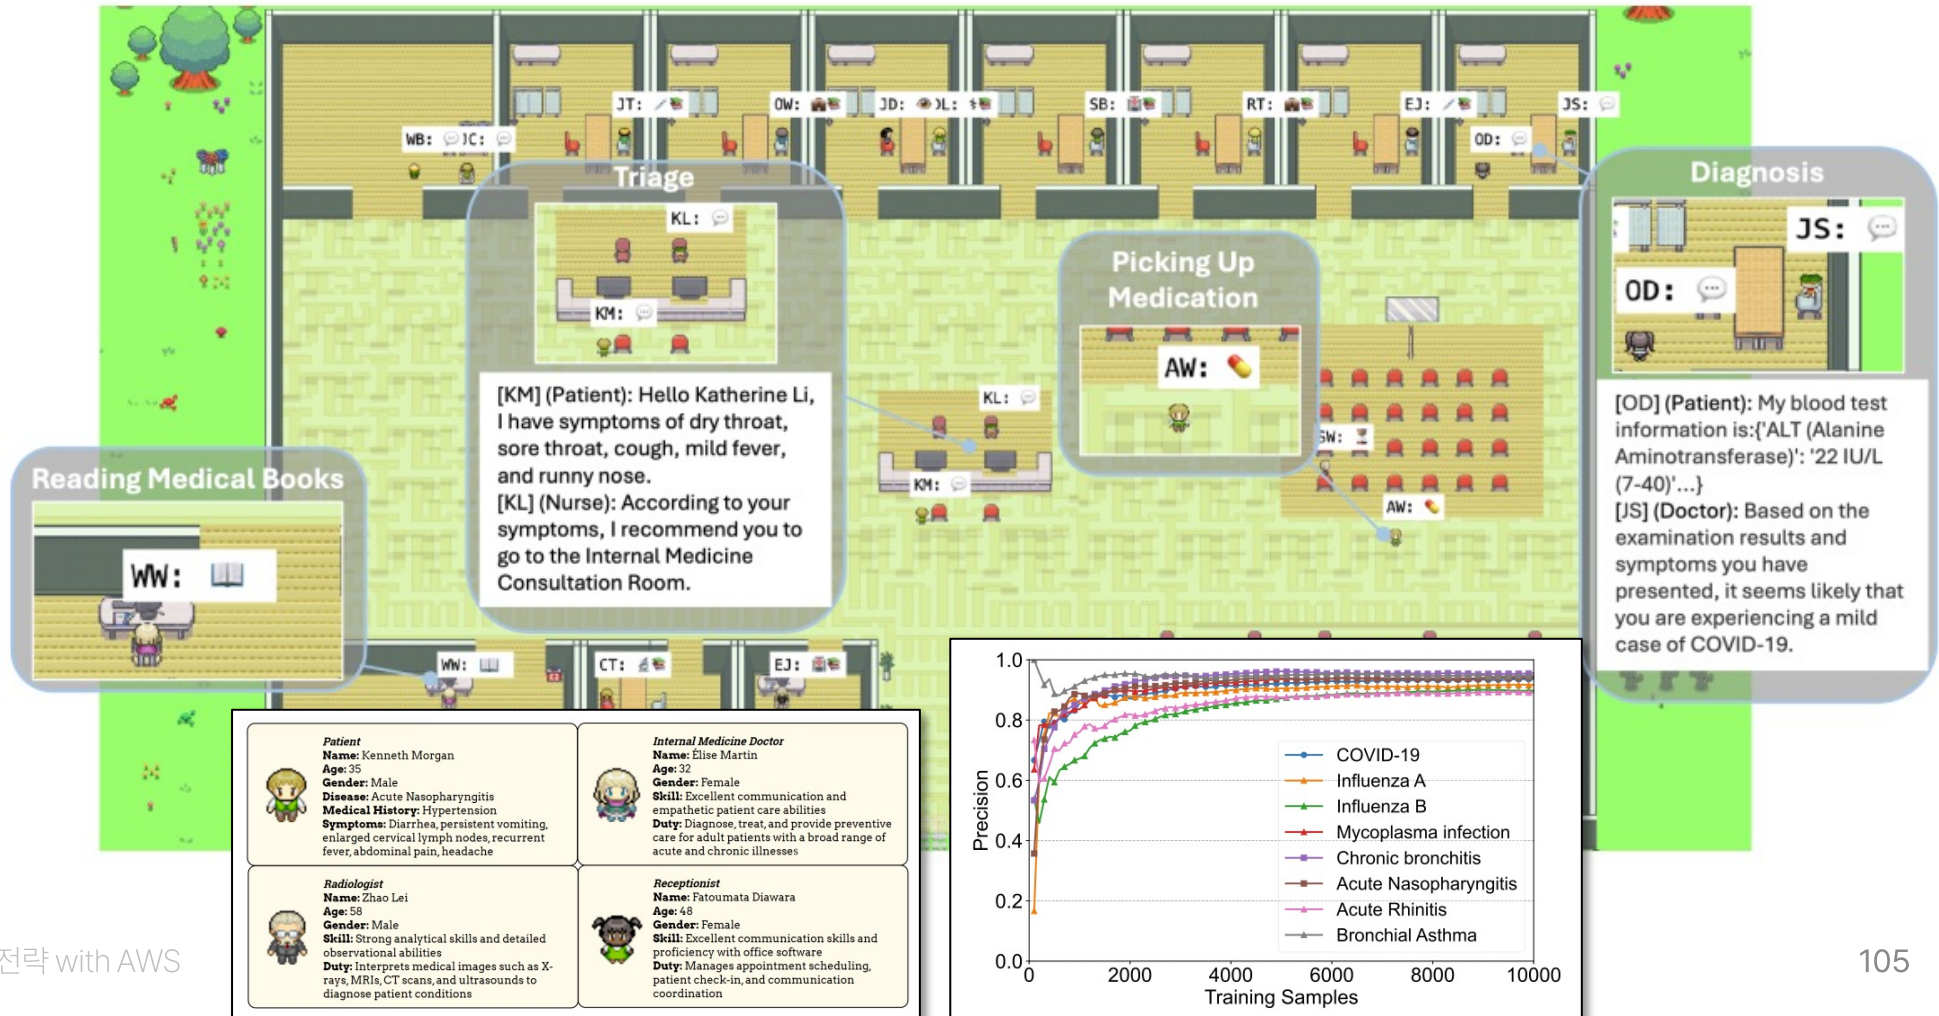 JT:
OW:
JD:
SB:
RT:
EJ:
JS:
WB:
JC:
OD:
Triage
KL:
KM:
[KM] (Patient): Hello Katherine Li,
I have symptoms of dry throat,
sore throat, cough, mild fever,
and runny nose.
[KL] (Nurse): According to your
symptoms, I recommend you to
go to the Internal Medicine
Consultation Room.
Picking Up
Medication
AW:
Diagnosis
JS:
OD:
[OD] (Patient): My blood test
information is:{'ALT (Alanine
Aminotransferase)': '22 IU/L
(7-40)'...}
[JS] (Doctor): Based on the
examination results and
symptoms you have
presented, it seems likely that
you are experiencing a mild
case of COVID-19.
KL:
KM:
SW:
AW:
Reading Medical Books
WW:
WW:
CT:
EJ:
Patient
Name: Kenneth Morgan
Age: 35
Gender: Male
Disease: Acute Nasopharyngitis
Medical History: Hypertension
Symptoms: Diarrhea, persistent vomiting,
enlarged cervical lymph nodes, recurrent
fever, abdominal pain, headache
Internal Medicine Doctor
Name: Élise Martin
Age: 32
Gender: Female
Skill: Excellent communication and
empathetic patient care abilities
Duty: Diagnose, treat, and provide preventive
care for adult patients with a broad range of
acute and chronic illnesses
Radiologist
Name: Zhao Lei
Age: 58
Gender: Male
Skill: Strong analytical skills and detailed
observational abilities
Duty: Interprets medical images such as X-
rays, MRIs, CT scans, and ultrasounds to
diagnose patient conditions
Receptionist
Name: Fatoumata Diawara
Age: 48
Gender: Female
Skill: Excellent communication skills and
proficiency with office software
Duty: Manages appointment scheduling,
patient check-in, and communication
coordination
1.0
0.8
0.6
0.4
0.2
0.0
Precision
COVID-19
Influenza A
Influenza B
Mycoplasma infection
Chronic bronchitis
Acute Nasopharyngitis
Acute Rhinitis
Bronchial Asthma
0 2000 4000 6000 8000 10000
Training Samples
전략 with AWS
105